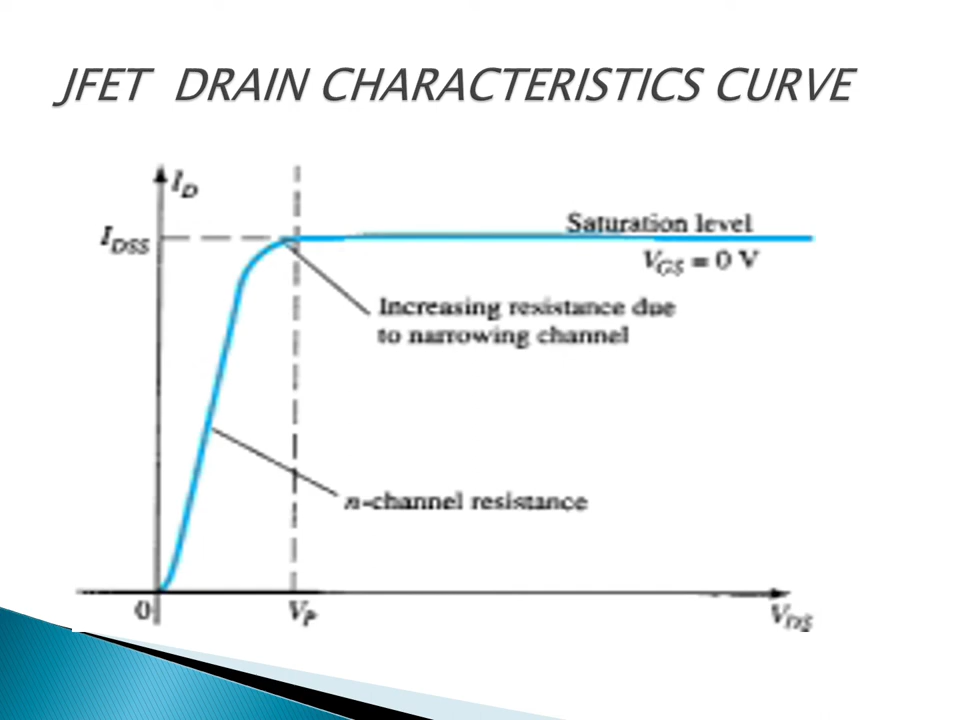 JFET DRAIN CHARACTERISTICS CURVE
I_D
I_DSS
Saturation level
V_GS = 0 V
Increasing resistance due
to narrowing channel
n-channel resistance
0
V_P
V_DS